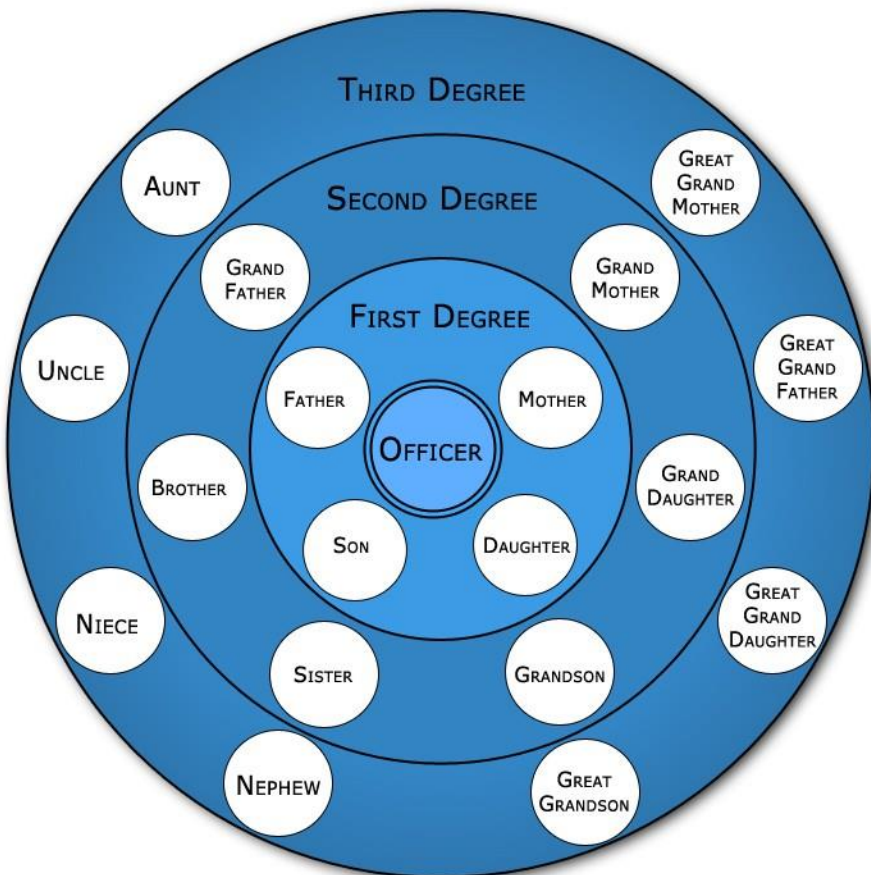 Third Degree
Aunt
Great
Grand
Mother
Second Degree
Grand
Father
Grand
Mother
First Degree
Uncle
Great
Grand
Father
Father
Mother
Officer
Brother
Grand
Daughter
Son
Daughter
Niece
Great
Grand
Daughter
Sister
Grandson
Nephew
Great
Grandson